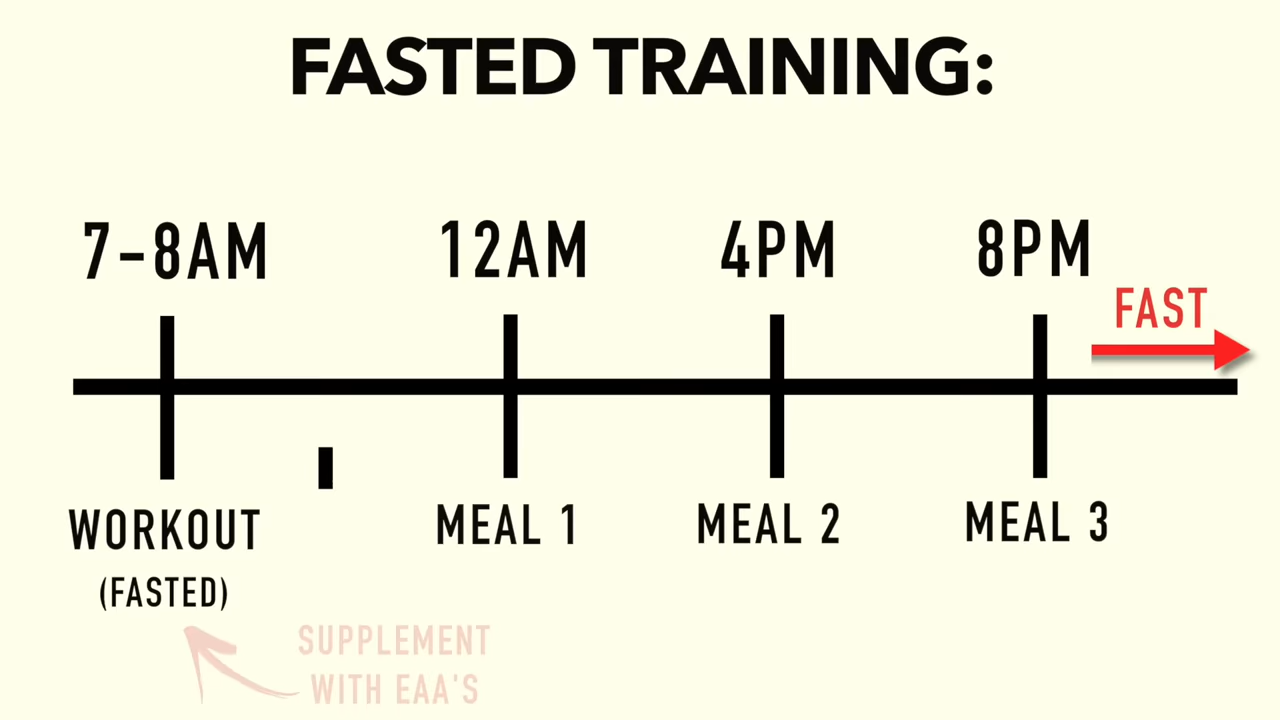 FASTED TRAINING:
7-8AM
12AM
4PM
8PM
FAST
WORKOUT
(FASTED)
MEAL 1
MEAL 2
MEAL 3
SUPPLEMENT
WITH EAA'S